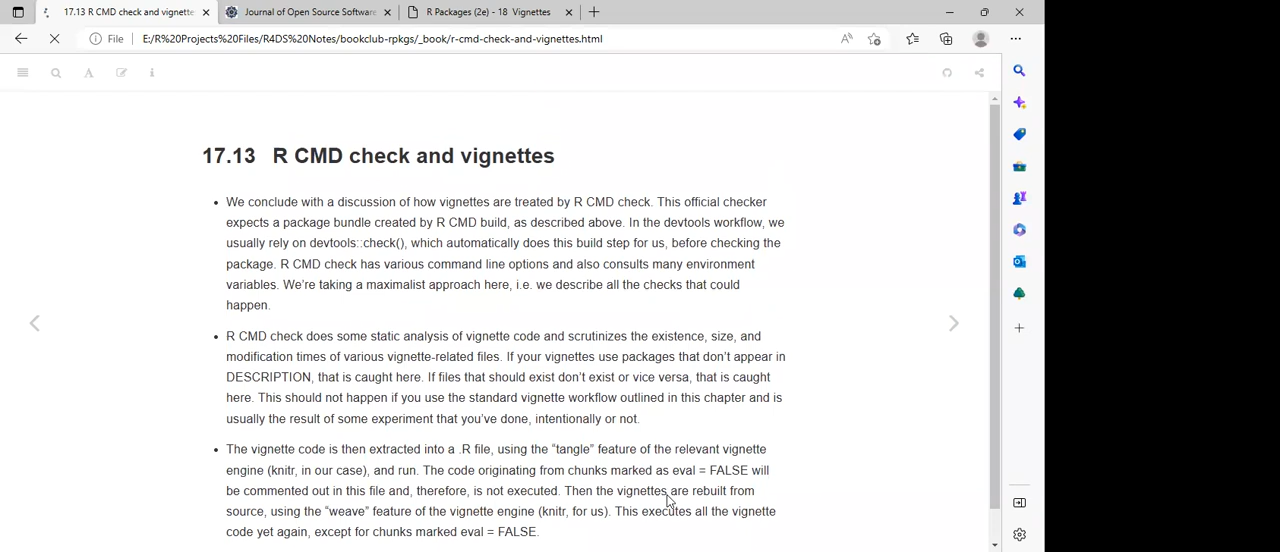 17.13 R CMD check and vignette
Journal of Open Source Software
R Packages (2e) - 18 Vignettes
File
E:/R%20Projects%20Files/R4DS%20Notes/bookclub-rpkgs/_book/r-cmd-check-and-vignettes.html
17.13 R CMD check and vignettes
We conclude with a discussion of how vignettes are treated by R CMD check. This official checker
expects a package bundle created by R CMD build, as described above. In the devtools workflow, we
usually rely on devtools::check(), which automatically does this build step for us, before checking the
package. R CMD check has various command line options and also consults many environment
variables. We’re taking a maximalist approach here, i.e. we describe all the checks that could
happen.
R CMD check does some static analysis of vignette code and scrutinizes the existence, size, and
modification times of various vignette-related files. If your vignettes use packages that don’t appear in
DESCRIPTION, that is caught here. If files that should exist don’t exist or vice versa, that is caught
here. This should not happen if you use the standard vignette workflow outlined in this chapter and is
usually the result of some experiment that you’ve done, intentionally or not.
The vignette code is then extracted into a .R file, using the “tangle” feature of the relevant vignette
engine (knitr, in our case), and run. The code originating from chunks marked as eval = FALSE will
be commented out in this file and, therefore, is not executed. Then the vignettes are rebuilt from
source, using the “weave” feature of the vignette engine (knitr, for us). This executes all the vignette
code yet again, except for chunks marked eval = FALSE.